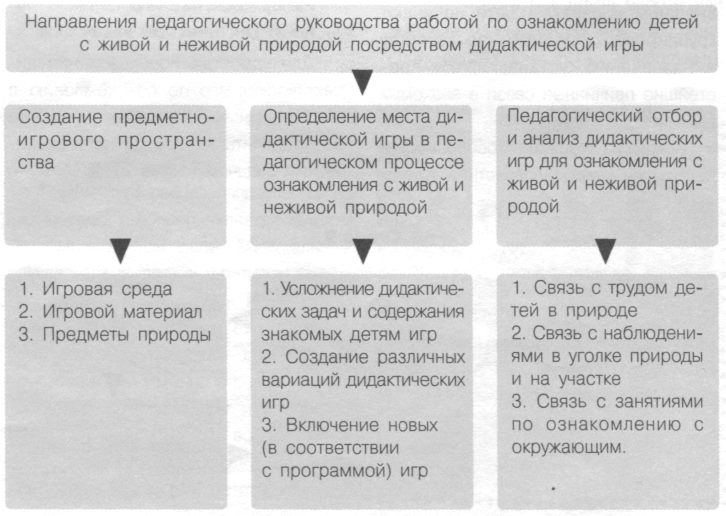 Направления педагогического руководства работой по ознакомлению детей
с живой и неживой природой посредством дидактической игры
Создание предметно-
игрового простран-
ства
Определение места ди-
дактической игры в пе-
дагогическом процессе
ознакомления с живой и
неживой природой
Педагогический отбор
и анализ дидактических
игр для ознакомления с
живой и неживой при-
родой
1. Игровая среда
2. Игровой материал
3. Предметы природы
1. Усложнение дидактиче-
ских задач и содержания
знакомых детям игр
2. Создание различных
вариаций дидактических
игр
3. Включение новых
(в соответствии
с программой) игр
1. Связь с трудом де-
тей в природе
2. Связь с наблюдени-
ями в уголке природы
и на участке
3. Связь с занятиями
по ознакомлению с
окружающим.